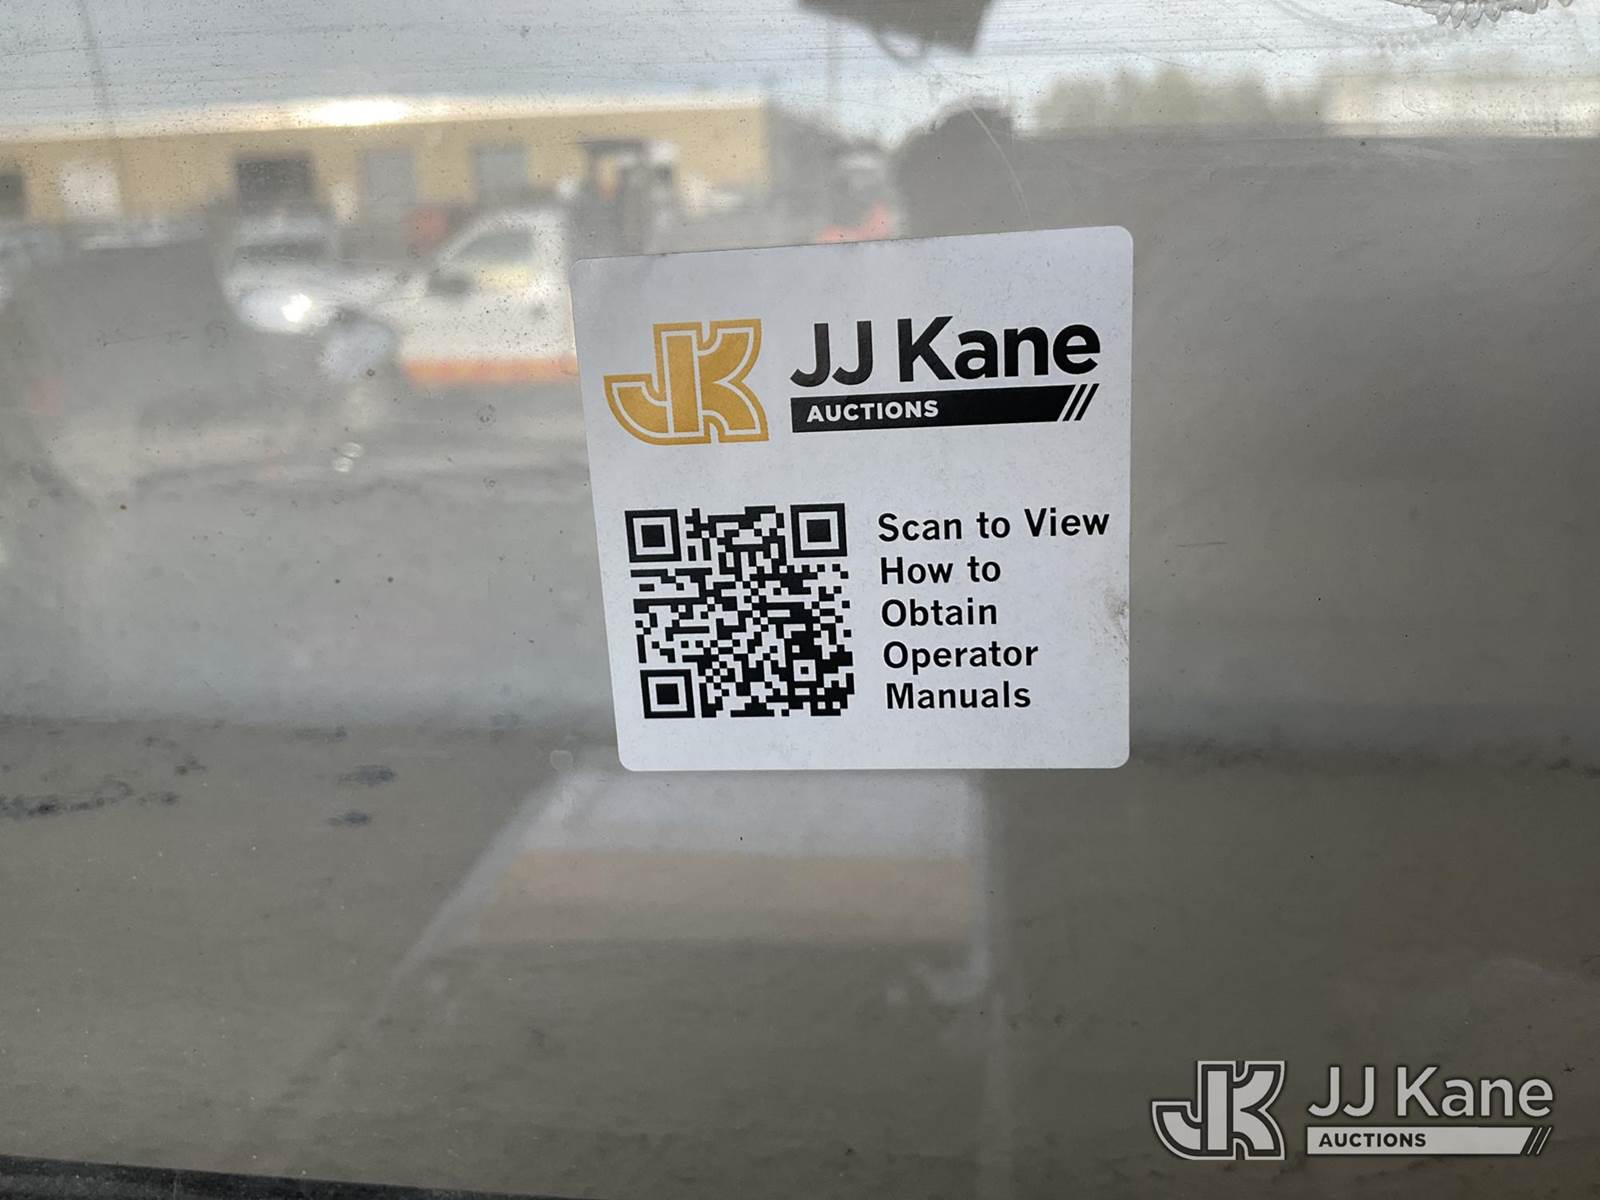 JK
JJ Kane
AUCTIONS
Scan to View
How to
Obtain
Operator
Manuals
JK
JJ Kane
AUCTIONS